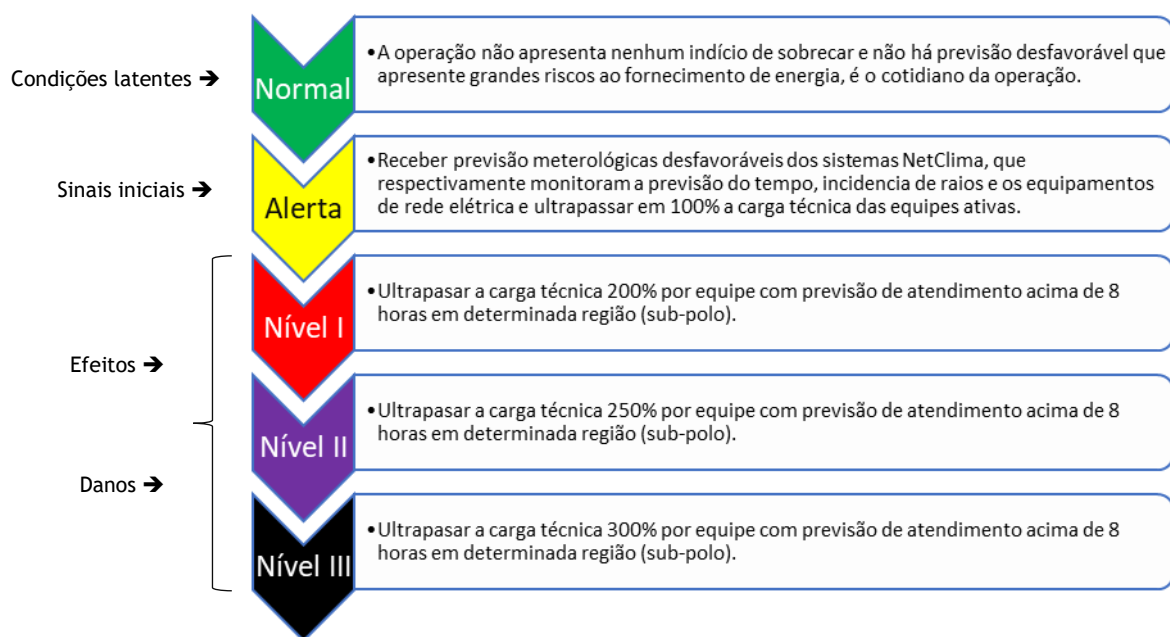 Condições latentes ➔
Normal
•A operação não apresenta nenhum indício de sobrecar e não há previsão desfavorável que
apresente grandes riscos ao fornecimento de energia, é o cotidiano da operação.
Sinais iniciais ➔
Alerta
•Receber previsão meterológicas desfavoráveis dos sistemas NetClima, que
respectivamente monitoram a previsão do tempo, incidencia de raios e os equipamentos
de rede elétrica e ultrapassar em 100% a carga técnica das equipes ativas.
Efeitos ➔
Nível I
•Ultrapasar a carga técnica 200% por equipe com previsão de atendimento acima de 8
horas em determinada região (sub-polo).
Nível II
•Ultrapasar a carga técnica 250% por equipe com previsão de atendimento acima de 8
horas em determinada região (sub-polo).
Danos ➔
Nível III
•Ultrapasar a carga técnica 300% por equipe com previsão de atendimento acima de 8
horas em determinada região (sub-polo).